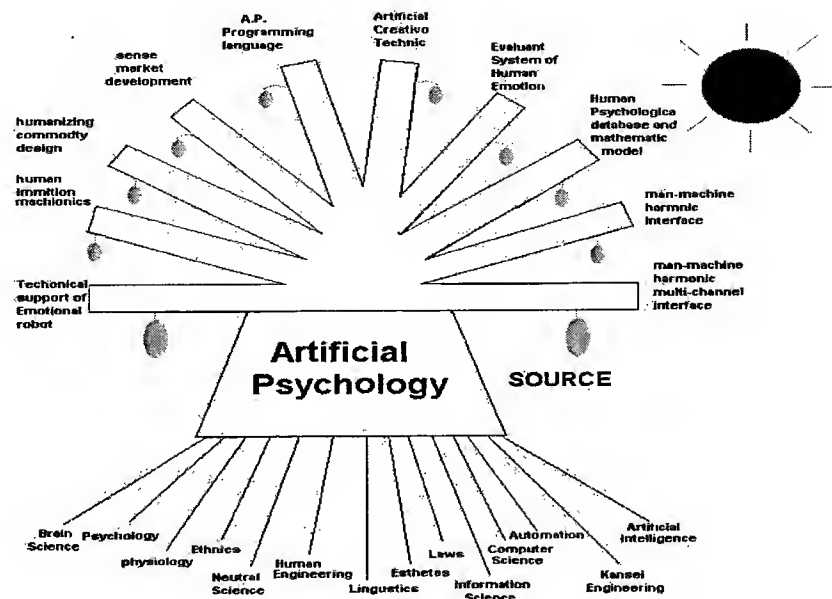 A.P.
Programming
language
Artificial
Creativo
Technic
sense
market
development
Evaluant
System of
Human
Emotion
humanizing
commodty
design
Human
Psychologica
database and
mathematic
model
human
immition
machionics
man-machine
harmnic
interface
Techonical
support of
Emotional
robot
man-machine
harmonic
multi-channel
interface
Artificial
Psychology
SOURCE
Brain
Science
Psychology
physiology
Ethnics
Neutral
Science
Human
Engineering
Linguetics
Esthetes
Laws
Information
Science
Automation
Computer
Science
Kansei
Engineering
Artificial
Intelligence